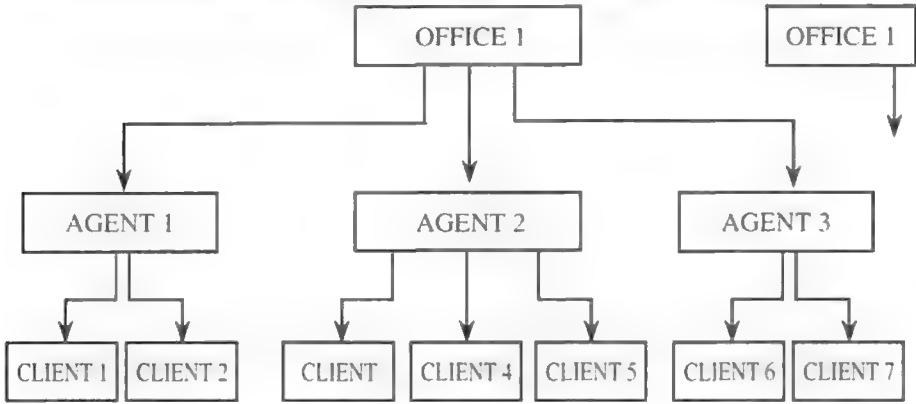 OFFICE 1 OFFICE 1
AGENT 1 AGENT 2 AGENT 3
CLIENT 1 CLIENT 2 CLIENT CLIENT 4 CLIENT 5 CLIENT 6 CLIENT 7